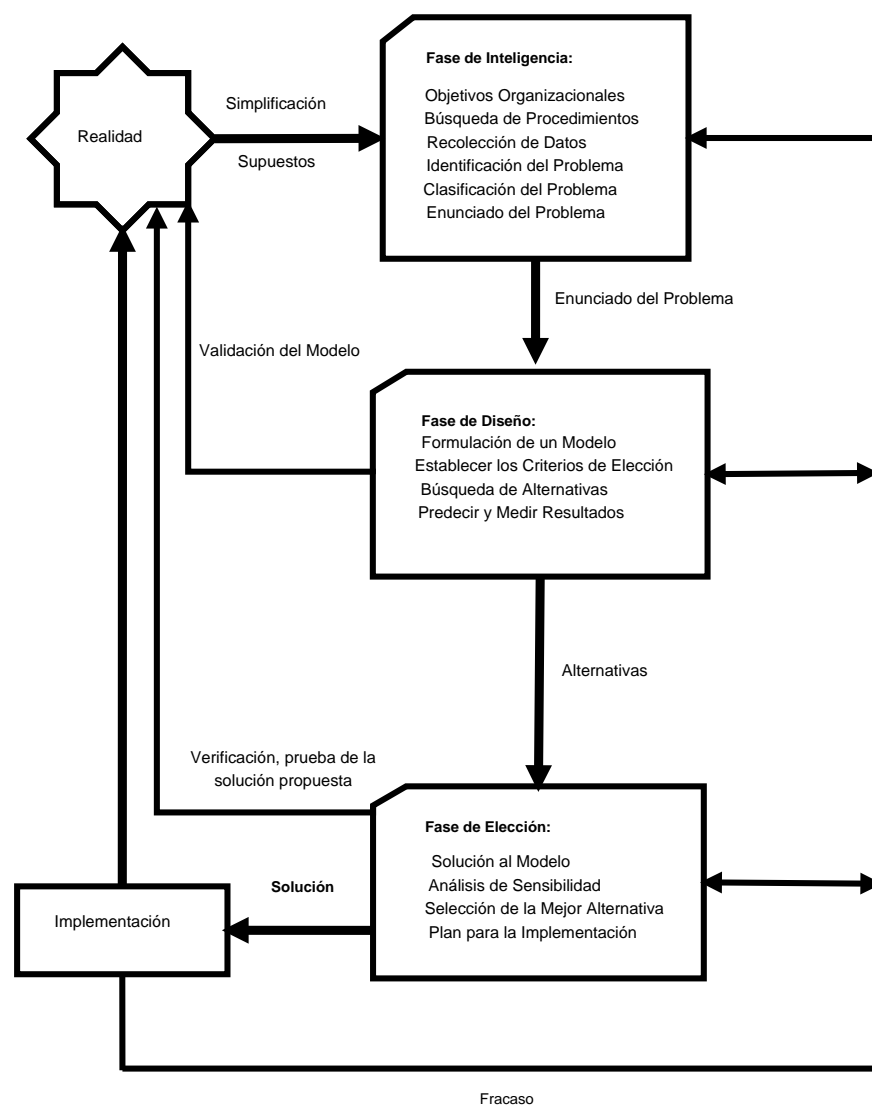 Realidad
Simplificación
Supuestos
Fase de Inteligencia:
Objetivos Organizacionales
Búsqueda de Procedimientos
Recolección de Datos
Identificación del Problema
Clasificación del Problema
Enunciado del Problema
Enunciado del Problema
Validación del Modelo
Fase de Diseño:
Formulación de un Modelo
Establecer los Criterios de Elección
Búsqueda de Alternativas
Predecir y Medir Resultados
Alternativas
Verificación, prueba de la
solución propuesta
Fase de Elección:
Solución al Modelo
Análisis de Sensibilidad
Selección de la Mejor Alternativa
Plan para la Implementación
Solución
Implementación
Fracaso